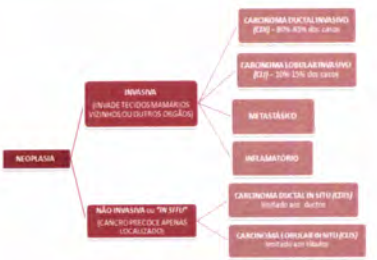 NEOPLASIA
INVASIVA
(INVADE TECIDOS MAMÁRIOS
VIZINHOS OU OUTROS ORGÃOS)
CARCINOMA DUCTAL INVASIVO
(CDI) – 80%-85% dos casos
CARCINOMA LOBULAR INVASIVO
(CLI) – 10%-15% dos casos
METASTÁSICO
INFLAMATÓRIO
NÃO INVASIVA ou "IN SITU"
(CANCRO PRECOCE APENAS
LOCALIZADO)
CARCINOMA DUCTAL IN SITU (CDIS)
limitado aos ductos
CARCINOMA LOBULAR IN SITU (CLIS)
limitado aos lóbulos